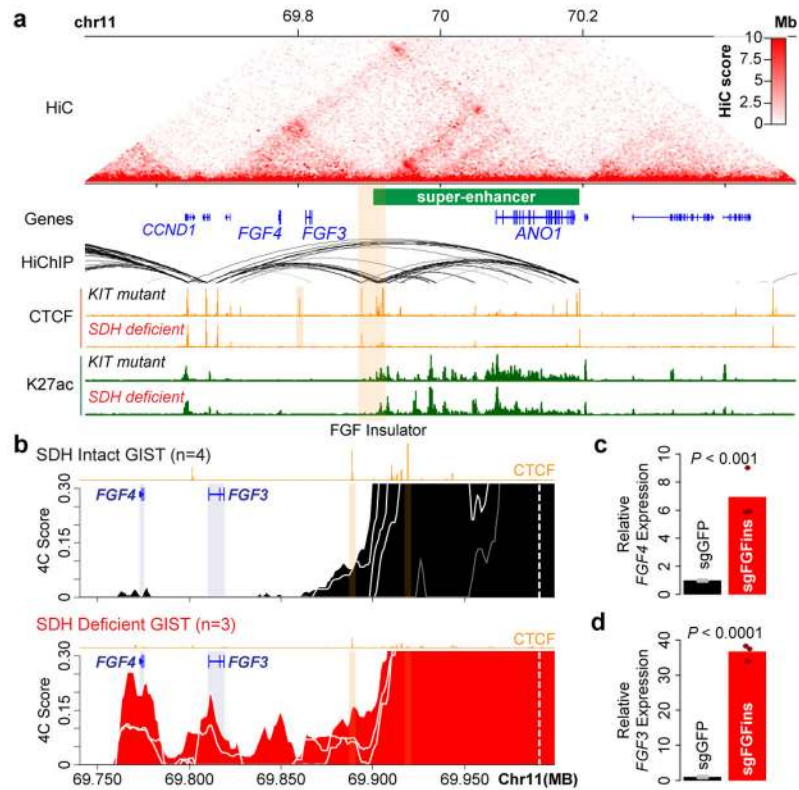 a
chr11 69.8 70 70.2 Mb
HiC
HiC score
10
7.5
5
2.5
0
super-enhancer
Genes
CCND1 FGF4 FGF3 ANO1
HiChIP
CTCF
KIT mutant
SDH deficient
K27ac
KIT mutant
SDH deficient
FGF Insulator
b
SDH Intact GIST (n=4)
CTCF
FGF4 FGF3
4C Score
0.30
0.15
0
SDH Deficient GIST (n=3)
CTCF
FGF4 FGF3
4C Score
0.30
0.15
0
69.750 69.800 69.850 69.900 69.950 Chr11(MB)
c
P < 0.001
Relative
FGF4 Expression
10
8
6
4
2
0
sgGFP
sgFGFins
d
P < 0.0001
Relative
FGF3 Expression
40
30
20
10
0
sgGFP
sgFGFins